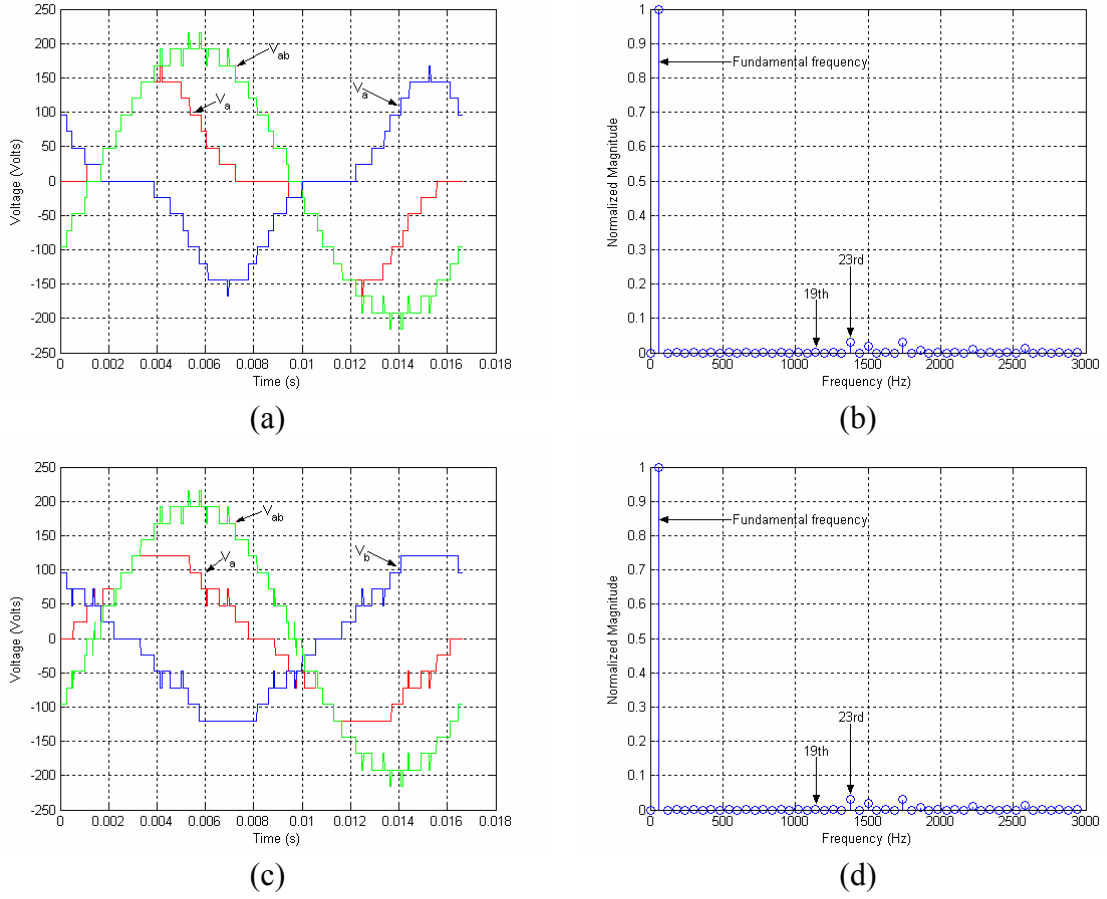 250
200
150
100
50
0
-50
-100
-150
-200
-250
Voltage (Volts)
V_ab
V_a
V_a
0 0.002 0.004 0.006 0.008 0.01 0.012 0.014 0.016 0.018
Time (s)
(a)
1
0.9
0.8
0.7
0.6
0.5
0.4
0.3
0.2
0.1
0
Normalized Magnitude
Fundamental frequency
23rd
19th
0 500 1000 1500 2000 2500 3000
Frequency (Hz)
(b)
250
200
150
100
50
0
-50
-100
-150
-200
-250
Voltage (Volts)
V_ab
V_a
V_b
0 0.002 0.004 0.006 0.008 0.01 0.012 0.014 0.016 0.018
Time (s)
(c)
1
0.9
0.8
0.7
0.6
0.5
0.4
0.3
0.2
0.1
0
Normalized Magnitude
Fundamental frequency
23rd
19th
0 500 1000 1500 2000 2500 3000
Frequency (Hz)
(d)